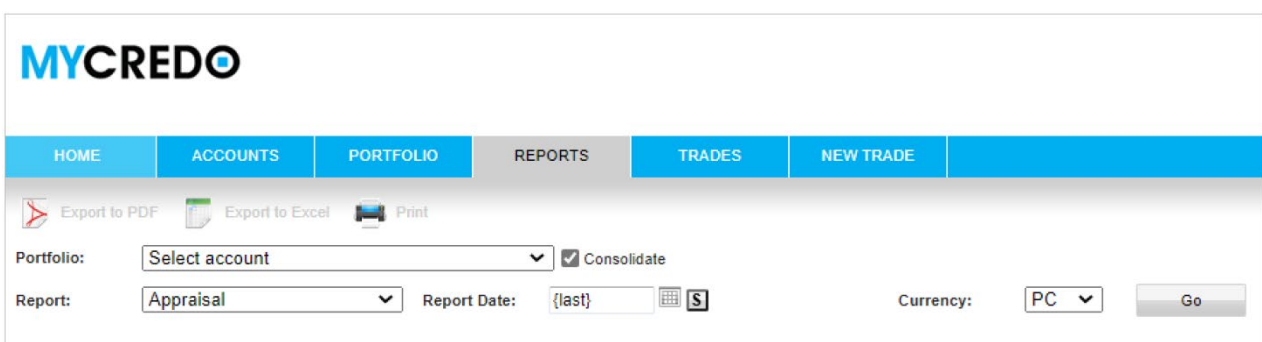 MYCREDO
HOME ACCOUNTS PORTFOLIO REPORTS TRADES NEW TRADE
Export to PDF Export to Excel Print
Portfolio: Select account Consolidate
Report: Appraisal Report Date: {last} S Currency: PC Go